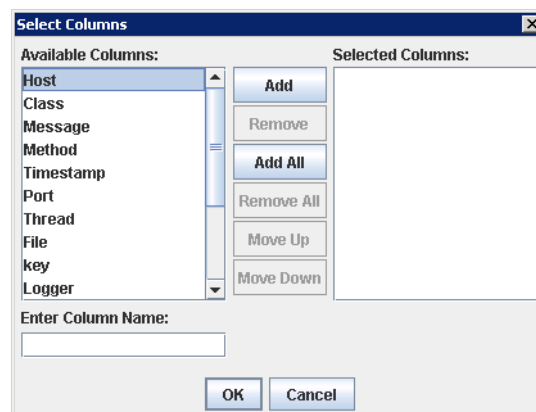 Select Columns
Available Columns:
Host
Class
Message
Method
Timestamp
Port
Thread
File
key
Logger
Add
Remove
Add All
Remove All
Move Up
Move Down
Selected Columns:
Enter Column Name:
OK
Cancel